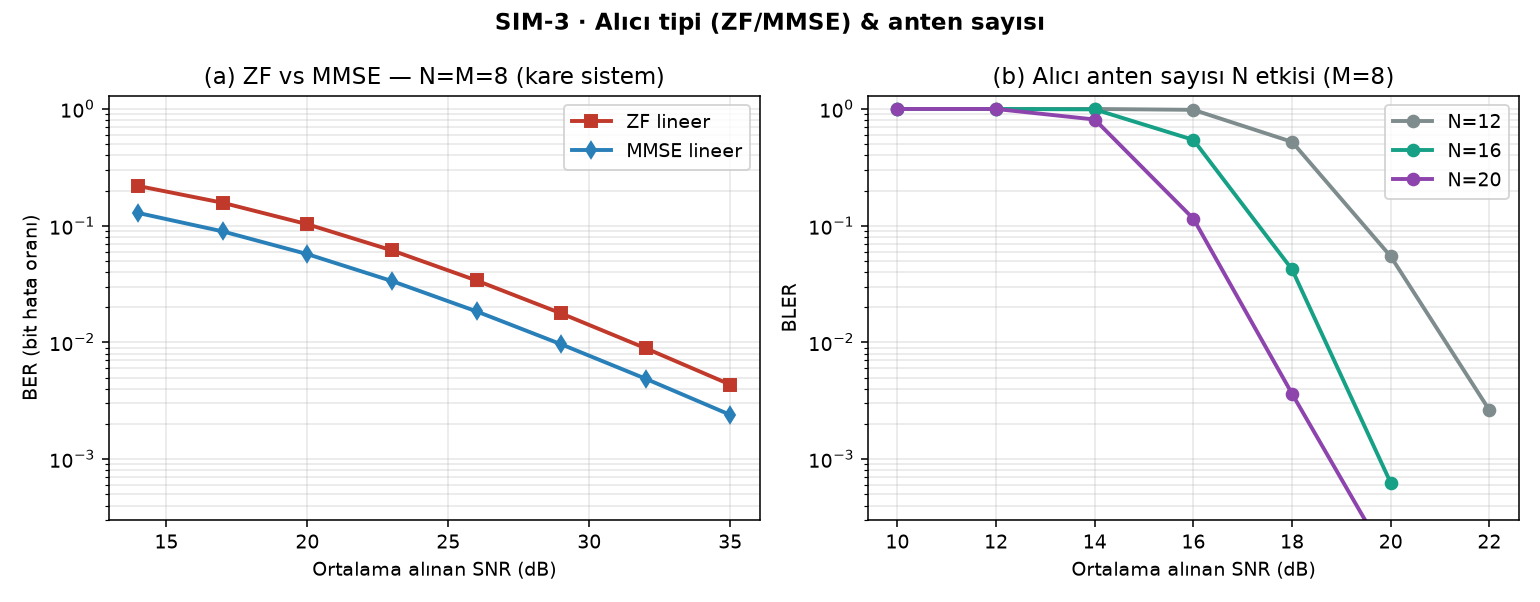 SIM-3 · Alıcı tipi (ZF/MMSE) & anten sayısı
(a) ZF vs MMSE — N=M=8 (kare sistem)
BER (bit hata oranı)
10⁰
10⁻¹
10⁻²
10⁻³
ZF lineer
MMSE lineer
15 20 25 30 35
Ortalama alınan SNR (dB)
(b) Alıcı anten sayısı N etkisi (M=8)
BLER
10⁰
10⁻¹
10⁻²
10⁻³
N=12
N=16
N=20
10 12 14 16 18 20 22
Ortalama alınan SNR (dB)